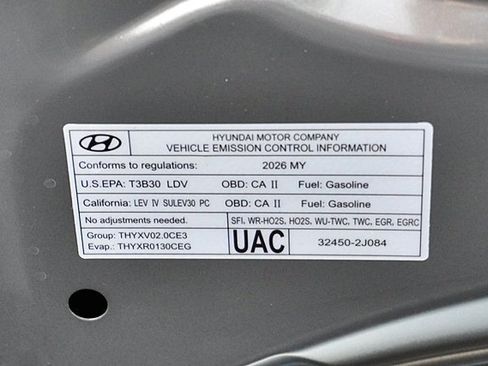 HYUNDAI MOTOR COMPANY
VEHICLE EMISSION CONTROL INFORMATION
Conforms to regulations: 2026 MY
U.S.EPA: T3B30 LDV OBD: CA II Fuel: Gasoline
California: LEV IV SULEV30 PC OBD: CA II Fuel: Gasoline
No adjustments needed. SFI, WR-HO2S, HO2S, WU-TWC, TWC, EGR, EGRC
Group: THYXV02.0CE3
Evap.: THYXR0130CEG
UAC 32450-2J084